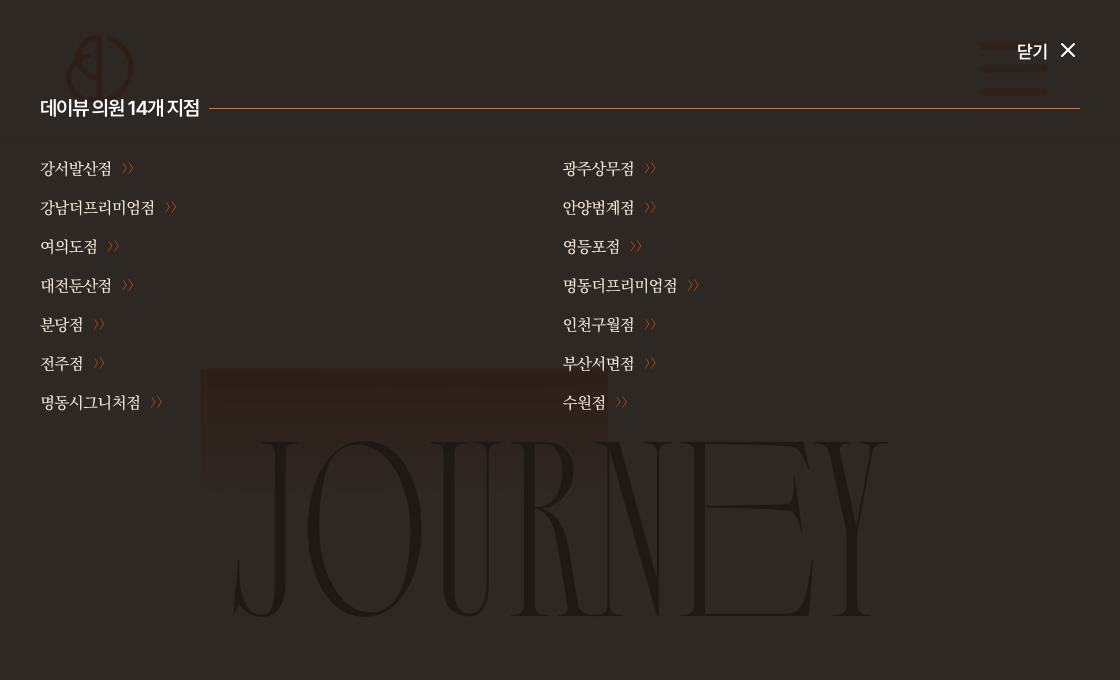 닫기
데이뷰 의원 14개 지점
강서발산점
강남더프리미엄점
여의도점
대전둔산점
분당점
전주점
명동시그니처점
광주상무점
안양범계점
영등포점
명동더프리미엄점
인천구월점
부산서면점
수원점
JOURNEY